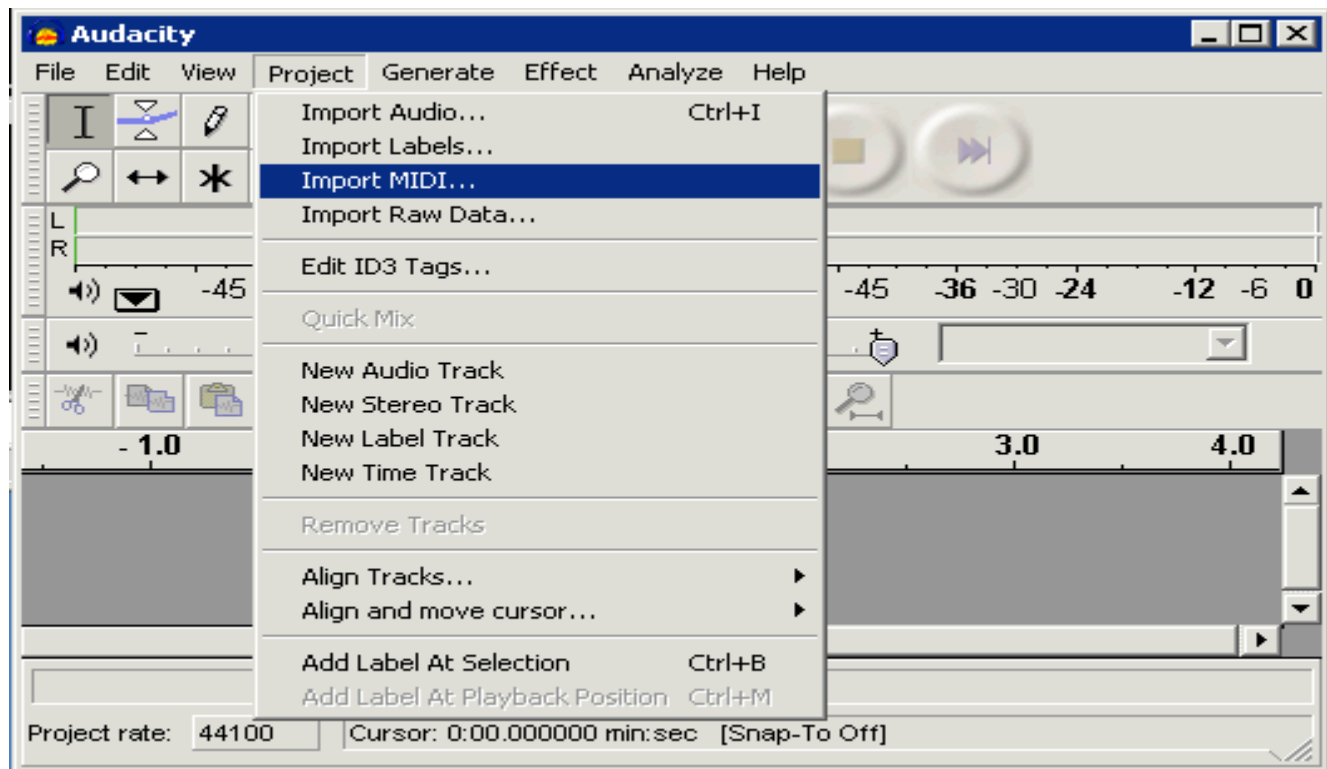 Audacity
File Edit View Project Generate Effect Analyze Help
Import Audio... Ctrl+I
Import Labels...
Import MIDI...
Import Raw Data...
L
R
Edit ID3 Tags...
-45 -45 -36 -30 -24 -12 -6 0
Quick Mix
New Audio Track
New Stereo Track
New Label Track
- 1.0 3.0 4.0
New Time Track
Remove Tracks
Align Tracks...
Align and move cursor...
Add Label At Selection Ctrl+B
Add Label At Playback Position Ctrl+M
Project rate: 44100 Cursor: 0:00.000000 min:sec [Snap-To Off]